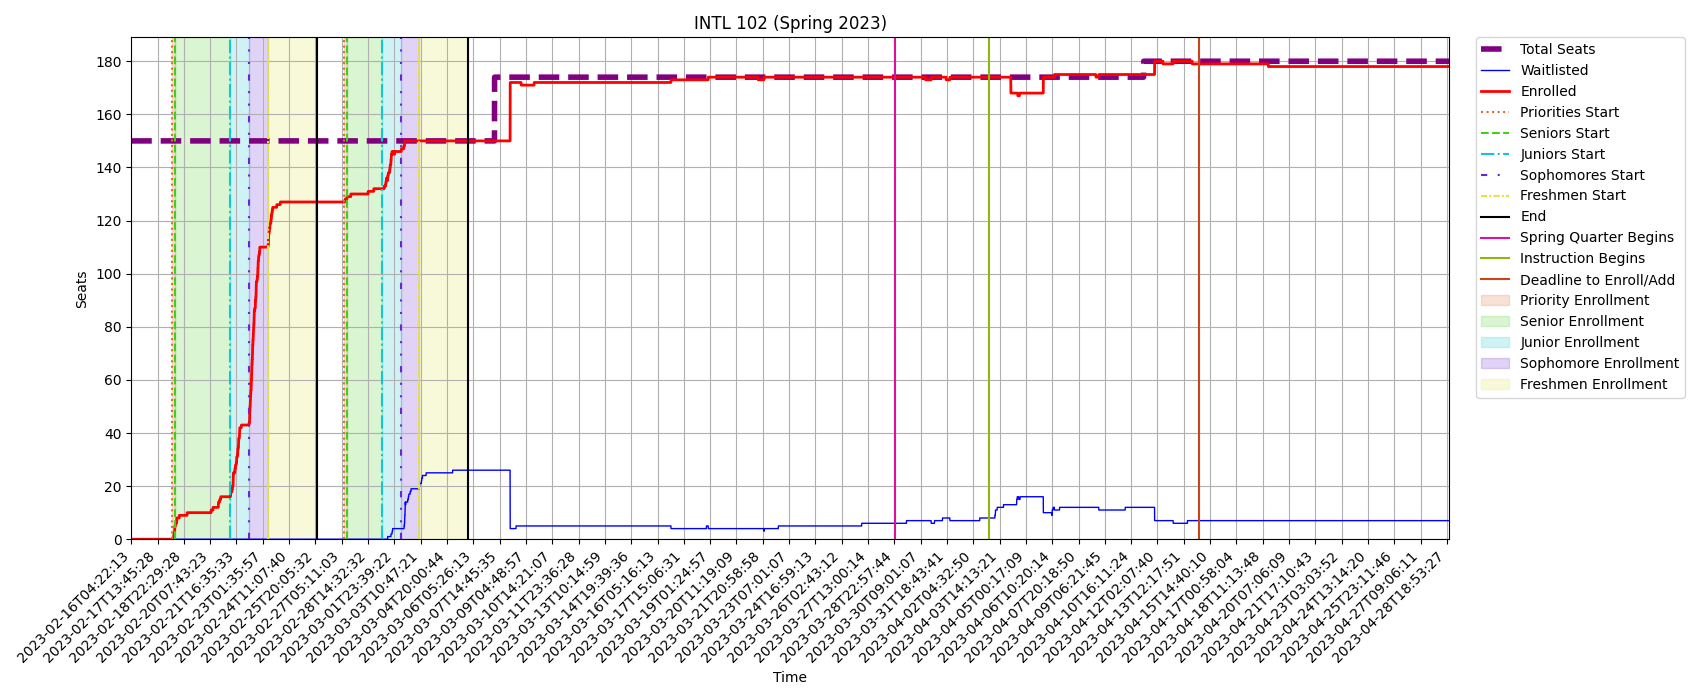 INTL 102 (Spring 2023)
Seats
180
160
140
120
100
80
60
40
20
0
2023-02-16T04:22:13
2023-02-17T13:45:28
2023-02-18T22:29:28
2023-02-20T07:43:23
2023-02-21T16:35:33
2023-02-23T01:35:57
2023-02-24T11:07:40
2023-02-25T20:05:32
2023-02-27T05:11:03
2023-02-28T14:32:32
2023-03-01T23:39:22
2023-03-03T10:47:21
2023-03-04T20:00:44
2023-03-06T05:26:13
2023-03-07T14:45:35
2023-03-09T04:48:57
2023-03-10T14:21:07
2023-03-11T23:36:28
2023-03-13T10:14:59
2023-03-14T19:39:36
2023-03-16T05:16:13
2023-03-17T15:06:31
2023-03-19T01:24:57
2023-03-20T11:19:09
2023-03-21T20:58:58
2023-03-23T07:01:07
2023-03-24T16:59:13
2023-03-26T02:43:12
2023-03-27T13:00:14
2023-03-28T22:57:44
2023-03-30T09:01:07
2023-03-31T18:43:41
2023-04-02T04:32:50
2023-04-03T14:13:21
2023-04-05T00:17:09
2023-04-06T10:20:14
2023-04-07T20:18:50
2023-04-09T06:21:45
2023-04-10T16:11:24
2023-04-12T02:07:40
2023-04-13T12:17:51
2023-04-15T14:40:10
2023-04-17T00:58:04
2023-04-18T11:13:48
2023-04-20T07:06:09
2023-04-21T17:10:43
2023-04-23T03:03:52
2023-04-24T13:14:20
2023-04-25T23:11:46
2023-04-27T09:06:11
2023-04-28T18:53:27
Time
Total Seats
Waitlisted
Enrolled
Priorities Start
Seniors Start
Juniors Start
Sophomores Start
Freshmen Start
End
Spring Quarter Begins
Instruction Begins
Deadline to Enroll/Add
Priority Enrollment
Senior Enrollment
Junior Enrollment
Sophomore Enrollment
Freshmen Enrollment